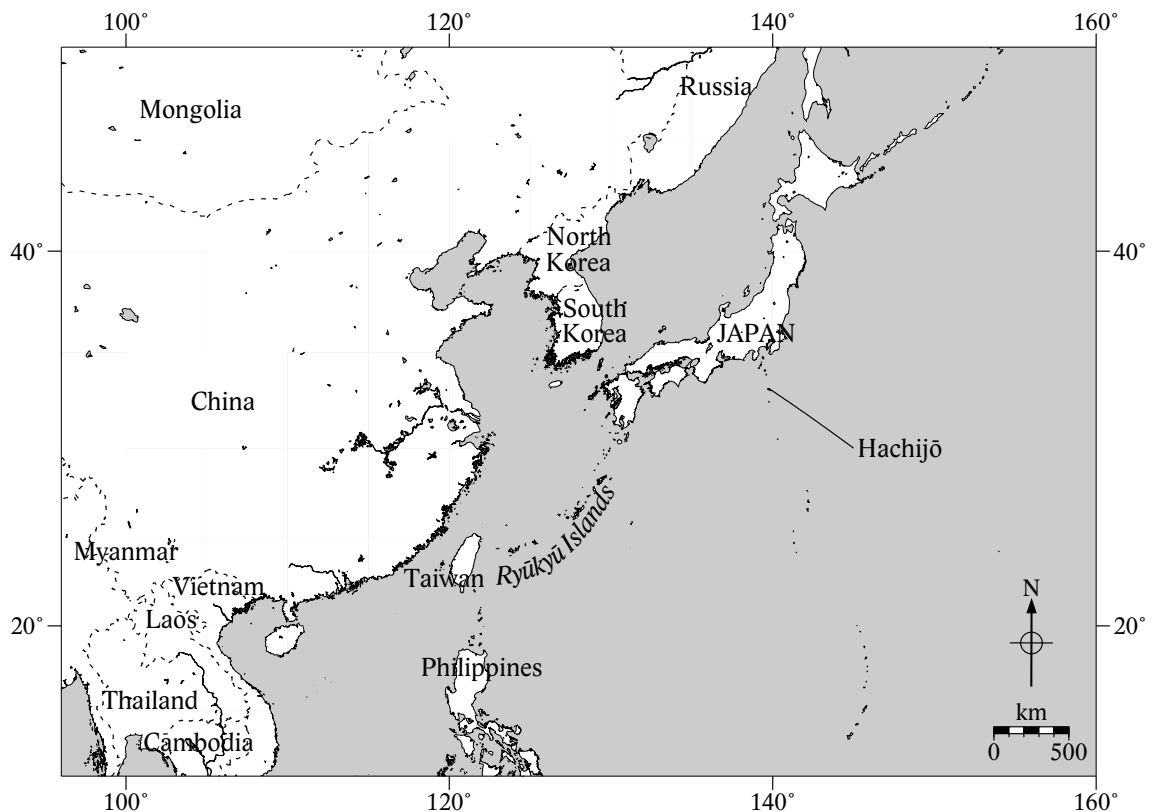 100˚ 120˚ 140˚ 160˚
Mongolia
Russia
40˚ 40˚
North
Korea
South
Korea
JAPAN
China
Hachijō
Ryūkyū Islands
Myanmar
Taiwan
Vietnam
N
Laos
20˚ 20˚
Philippines
Thailand
km
Cambodia
0 500
100˚ 120˚ 140˚ 160˚